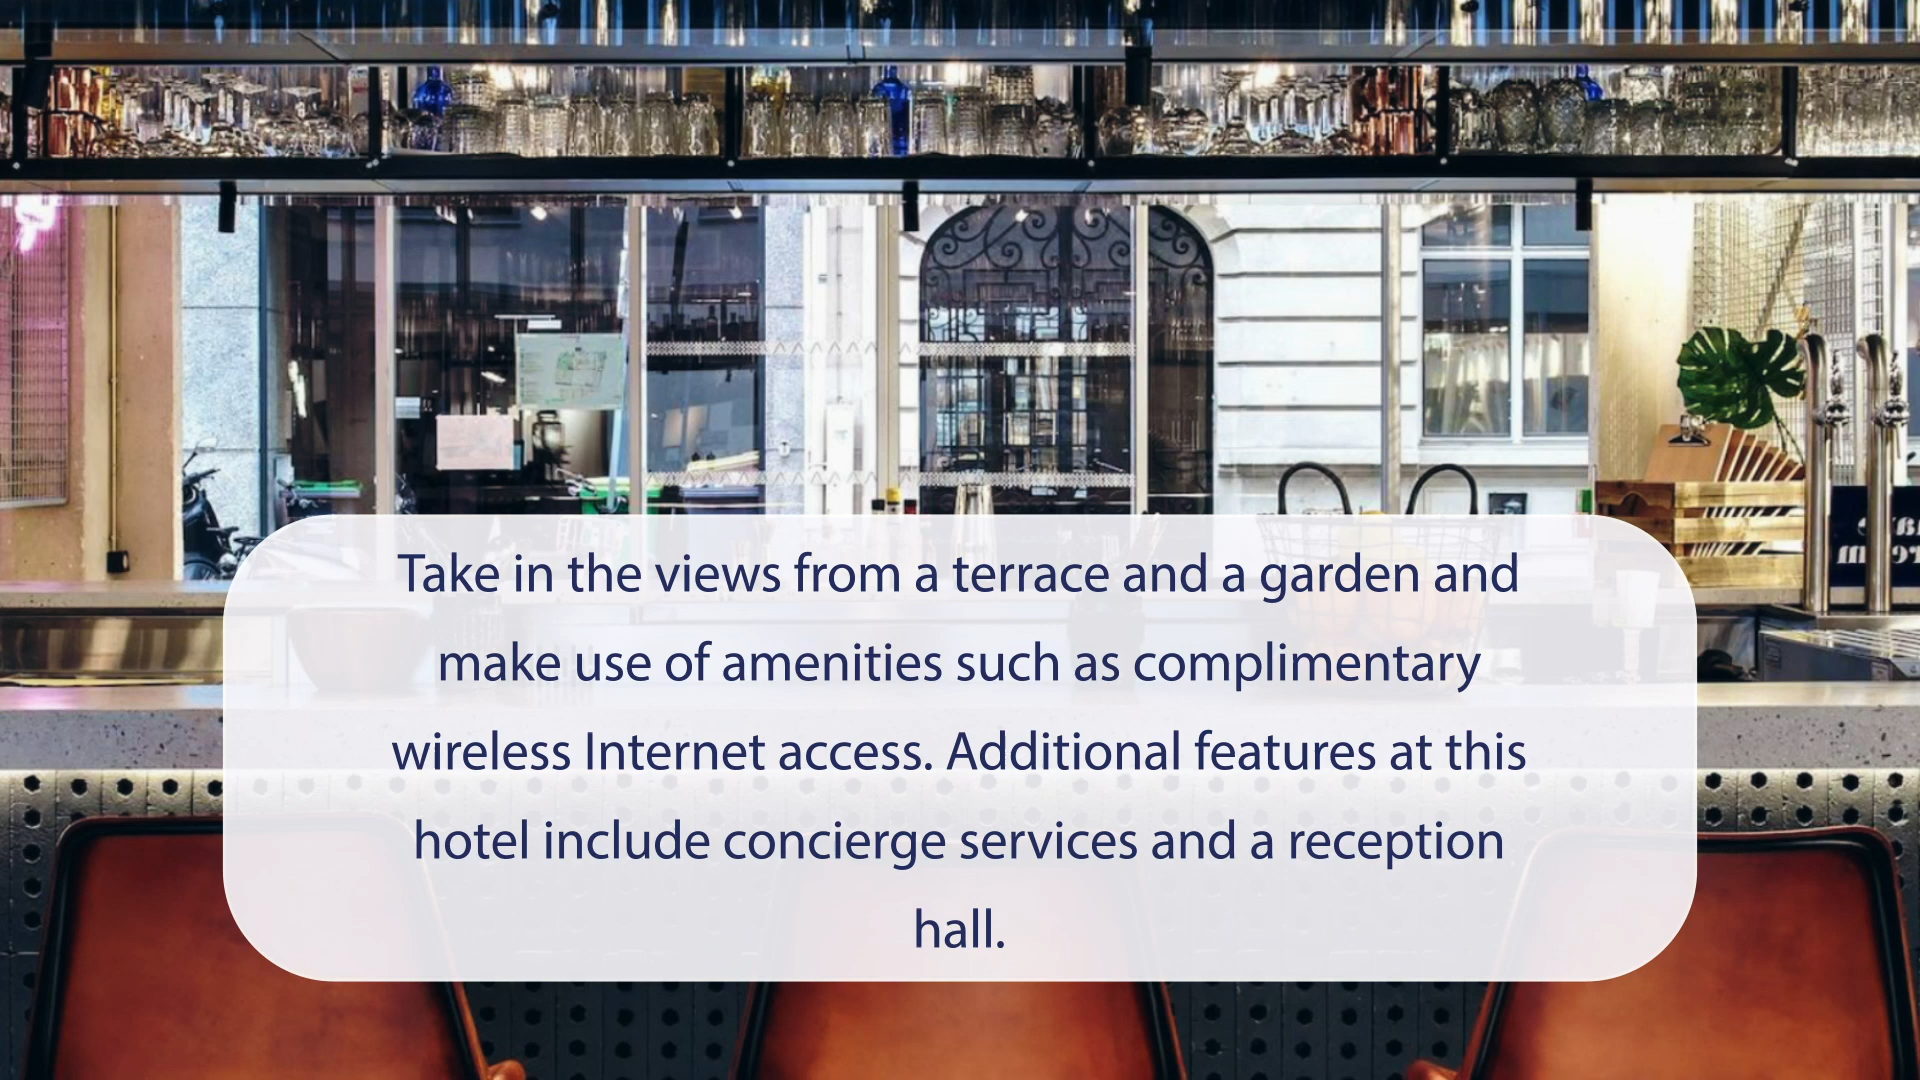 Take in the views from a terrace and a garden and
make use of amenities such as complimentary
wireless Internet access. Additional features at this
hotel include concierge services and a reception
hall.